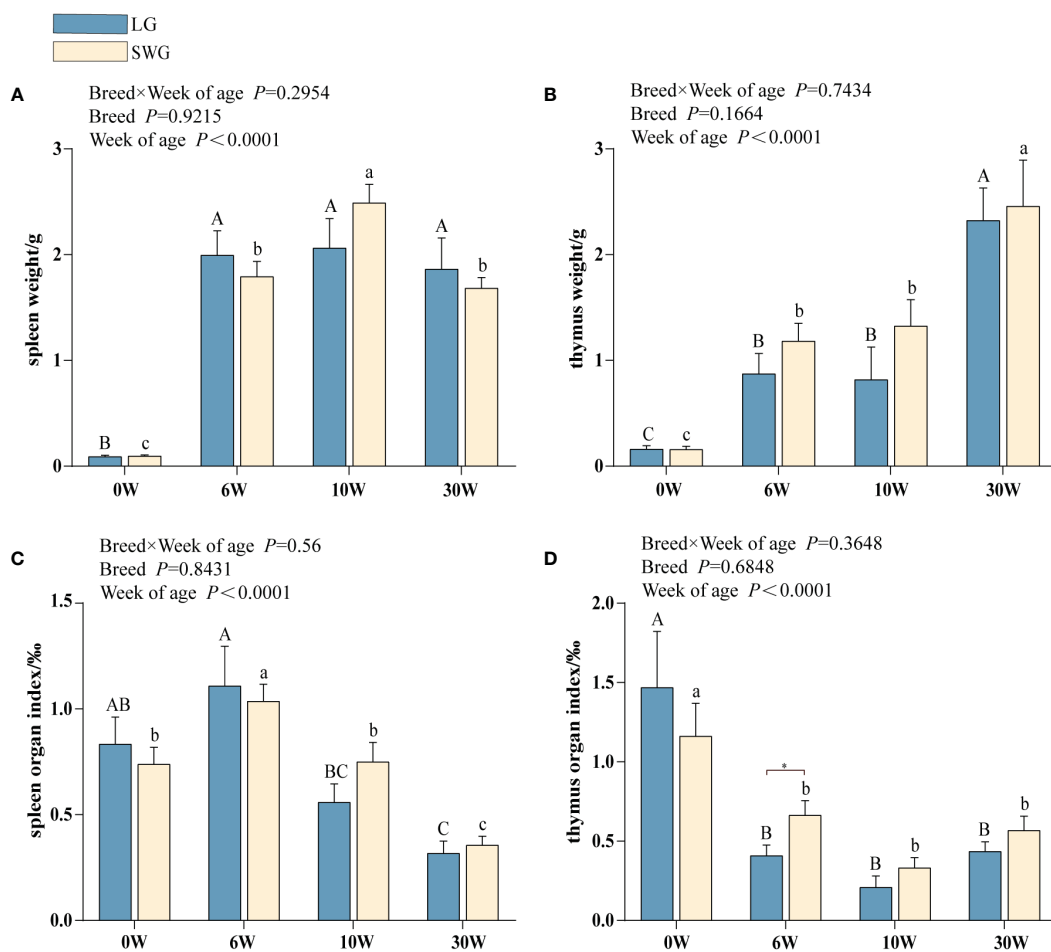 LG
SWG
A
Breed×Week of age P=0.2954
Breed P=0.9215
Week of age P<0.0001
spleen weight/g
3
2
1
0
B
c
A
b
A
a
A
b
0W
6W
10W
30W
B
Breed×Week of age P=0.7434
Breed P=0.1664
Week of age P<0.0001
thymus weight/g
3
2
1
0
C
c
B
b
B
b
A
a
0W
6W
10W
30W
C
Breed×Week of age P=0.56
Breed P=0.8431
Week of age P<0.0001
spleen organ index/‰
1.5
1.0
0.5
0.0
AB
b
A
a
BC
b
C
c
0W
6W
10W
30W
D
Breed×Week of age P=0.3648
Breed P=0.6848
Week of age P<0.0001
thymus organ index/‰
2.0
1.5
1.0
0.5
0.0
A
a
*
B
b
B
b
B
b
0W
6W
10W
30W